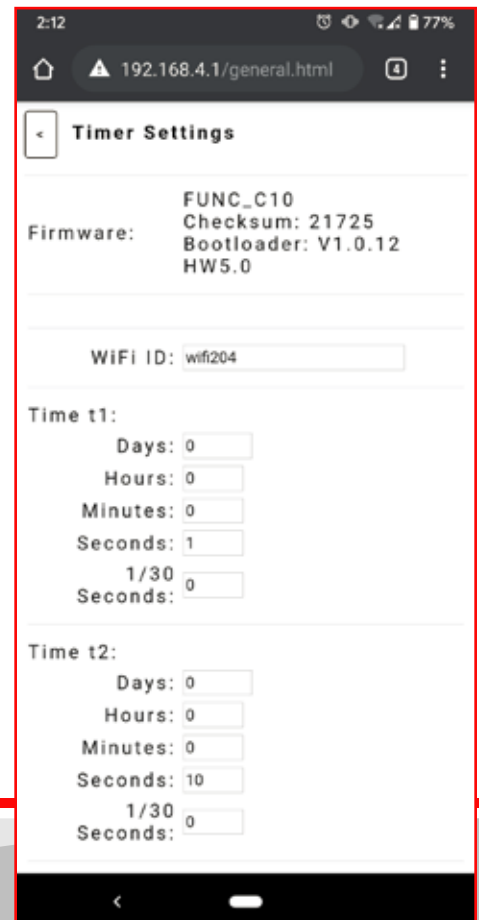 2:12 77%
192.168.4.1/general.html 4
< Timer Settings
FUNC_C10
Firmware: Checksum: 21725
Bootloader: V1.0.12
HW5.0
WiFi ID: wifi204
Time t1:
Days: 0
Hours: 0
Minutes: 0
Seconds: 1
1/30
Seconds: 0
Time t2:
Days: 0
Hours: 0
Minutes: 0
Seconds: 10
1/30
Seconds: 0